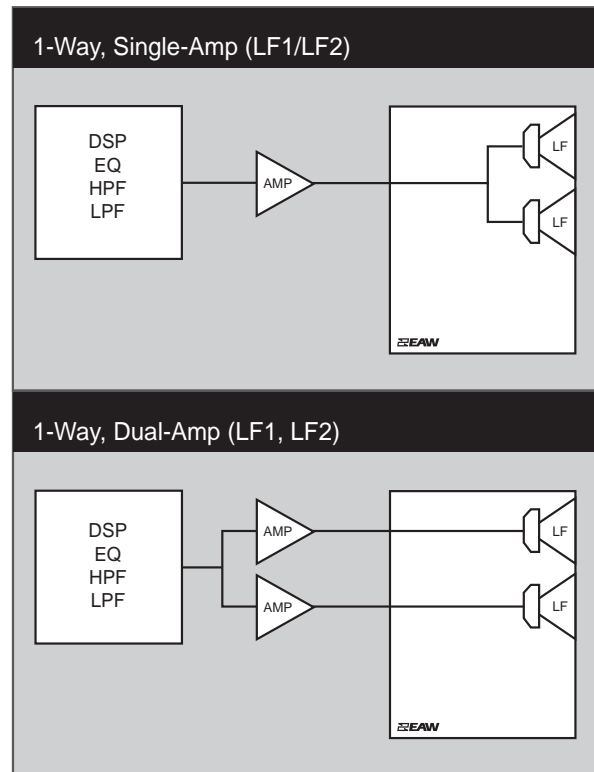 1-Way, Single-Amp (LF1/LF2)
DSP
EQ
HPF
LPF
AMP
LF
LF
EAW
1-Way, Dual-Amp (LF1, LF2)
DSP
EQ
HPF
LPF
AMP
AMP
LF
LF
EAW